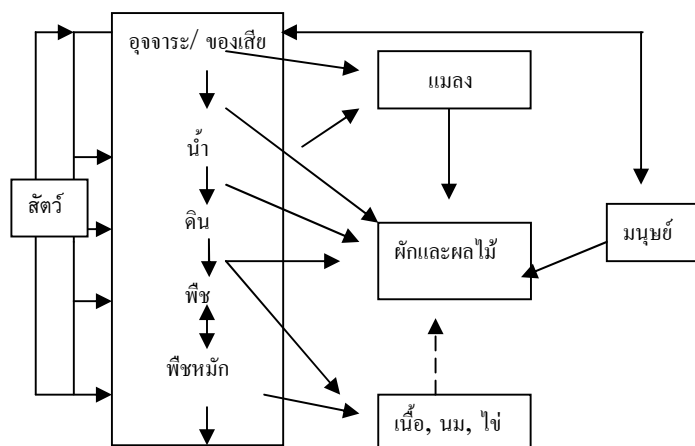 อุจจาระ/ ของเสีย
แมลง
น้ำ
สัตว์
ดิน
ผักและผลไม้
มนุษย์
พืช
พืชหมัก
เนื้อ, นม, ไข่